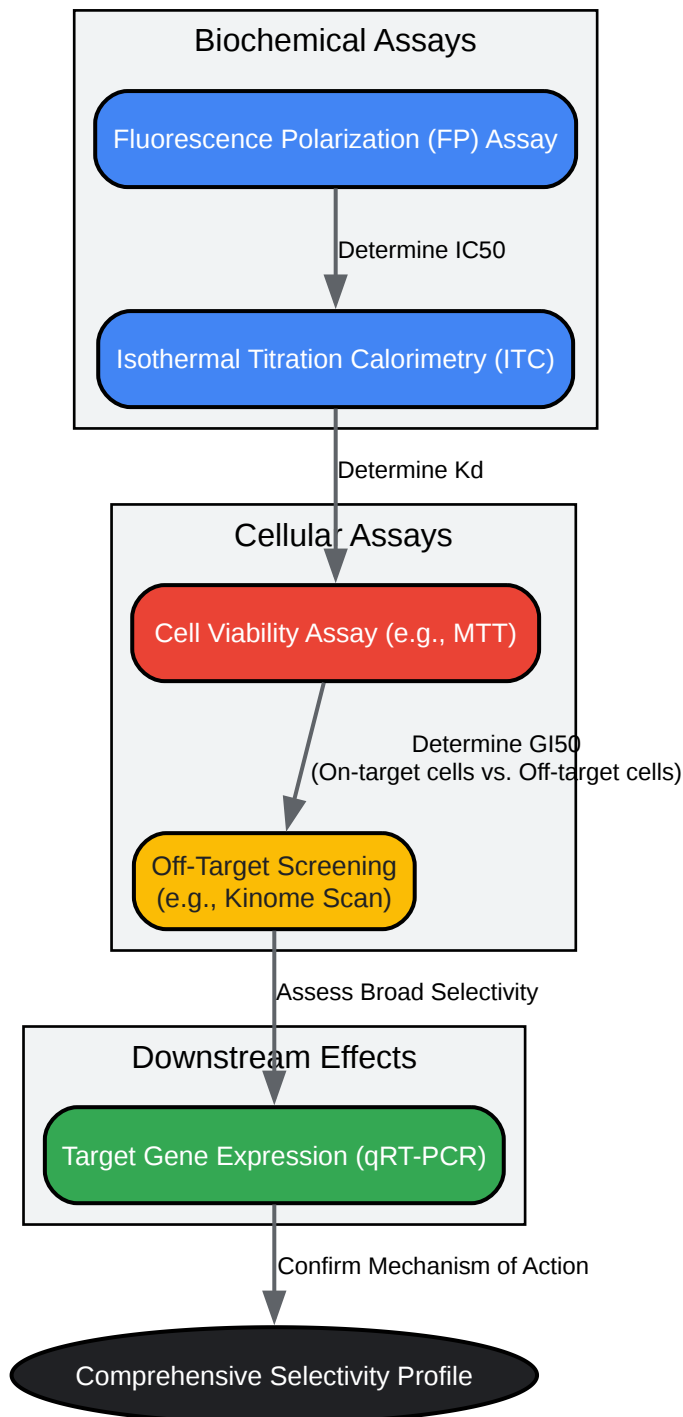 Biochemical Assays
Fluorescence Polarization (FP) Assay
Determine IC50
Isothermal Titration Calorimetry (ITC)
Determine Kd
Cellular Assays
Cell Viability Assay (e.g., MTT)
Determine GI50
(On-target cells vs. Off-target cells)
Off-Target Screening
(e.g., Kinome Scan)
Assess Broad Selectivity
Downstream Effects
Target Gene Expression (qRT-PCR)
Confirm Mechanism of Action
Comprehensive Selectivity Profile